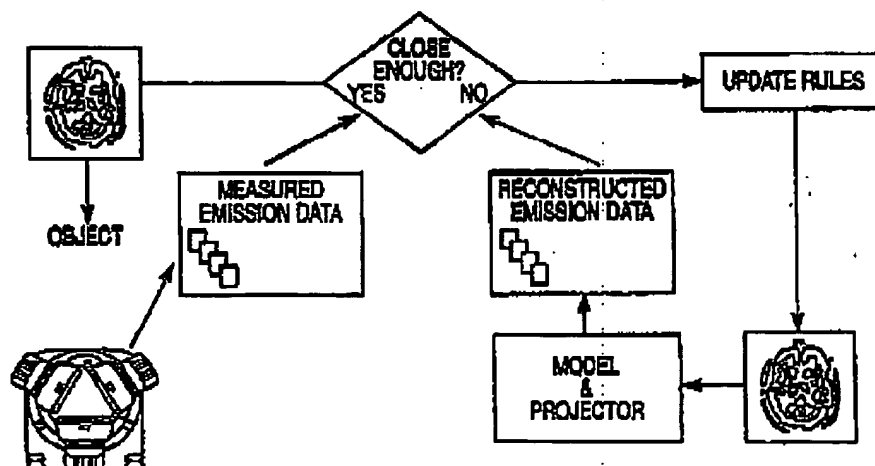 CLOSE
ENOUGH?
YES NO
UPDATE RULES
MEASURED
EMISSION DATA
RECONSTRUCTED
EMISSION DATA
OBJECT
MODEL
&
PROJECTOR